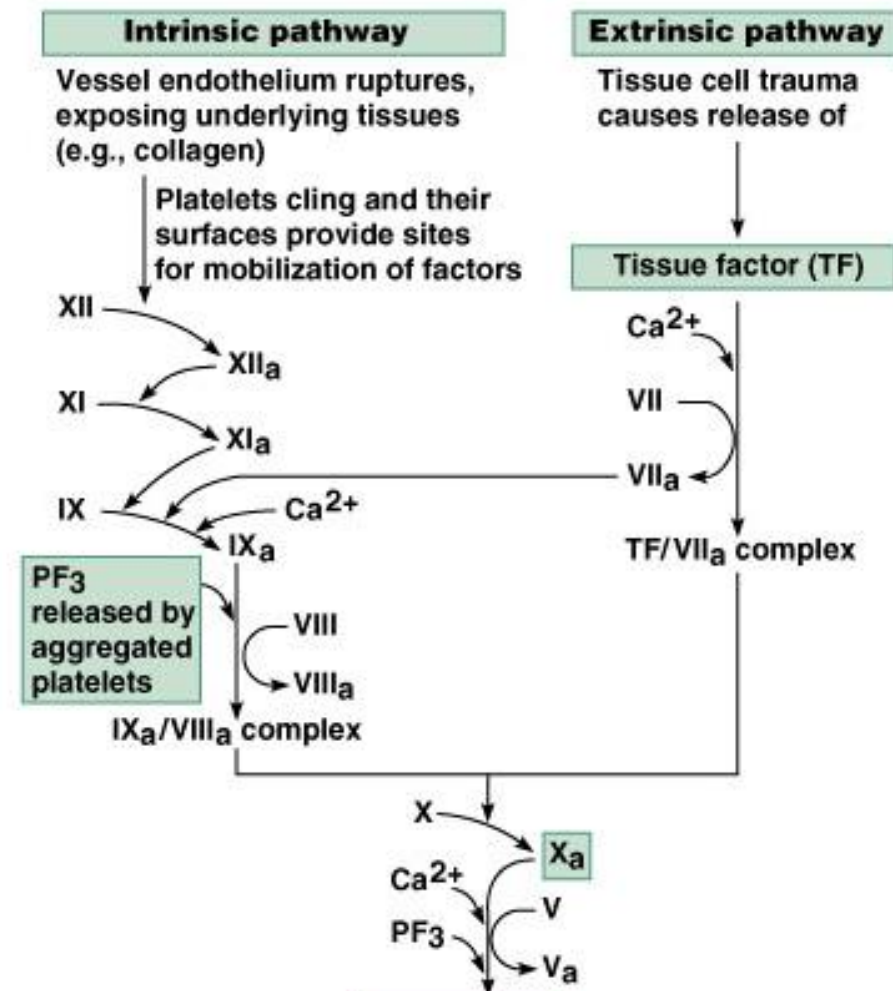 Intrinsic pathway
Vessel endothelium ruptures,
exposing underlying tissues
(e.g., collagen)
Platelets cling and their
surfaces provide sites
for mobilization of factors
XII
XIIa
XI
XIa
IX
Ca2+
IXa
PF3
released by
aggregated
platelets
VIII
VIIIa
IXa/VIIIa complex
Extrinsic pathway
Tissue cell trauma
causes release of
Tissue factor (TF)
Ca2+
VII
VIIa
TF/VIIa complex
X
Xa
Ca2+
V
PF3
Va